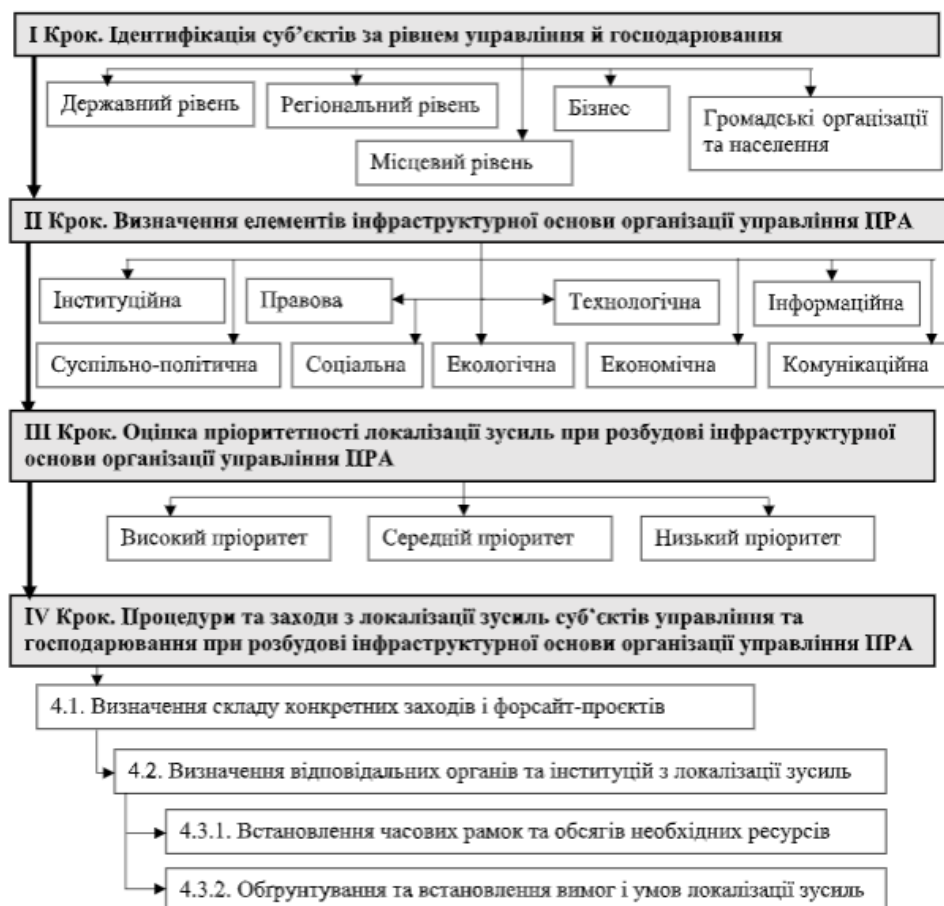 І Крок. Ідентифікація суб’єктів за рівнем управління й господарювання
Державний рівень
Регіональний рівень
Бізнес
Громадські організації
та населення
Місцевий рівень
ІІ Крок. Визначення елементів інфраструктурної основи організації управління ПРА
Інституційна
Правова
Технологічна
Інформаційна
Суспільно-політична
Соціальна
Екологічна
Економічна
Комунікаційна
ІІІ Крок. Оцінка пріоритетності локалізації зусиль при розбудові інфраструктурної
основи організації управління ПРА
Високий пріоритет
Середній пріоритет
Низький пріоритет
IV Крок. Процедури та заходи з локалізації зусиль суб’єктів управління та
господарювання при розбудові інфраструктурної основи організації управління ПРА
4.1. Визначення складу конкретних заходів і форсайт-проєктів
4.2. Визначення відповідальних органів та інституцій з локалізації зусиль
4.3.1. Встановлення часових рамок та обсягів необхідних ресурсів
4.3.2. Обґрунтування та встановлення вимог і умов локалізації зусиль